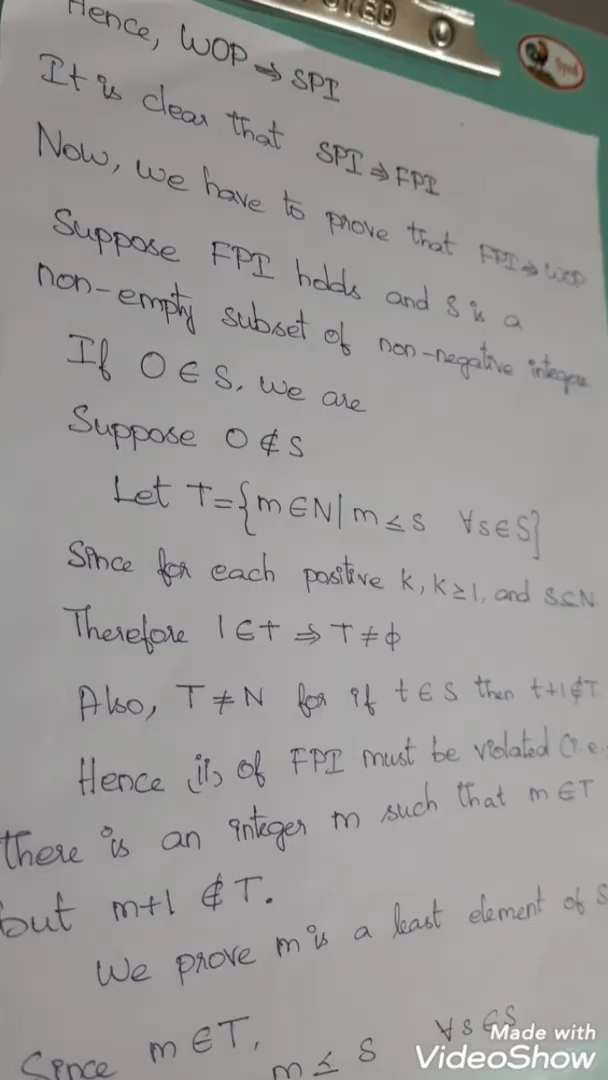 Hence, WOP ⇒ SPI
It is clear that SPI ⇒ FPI
Now, we have to prove that FPI ⇒ WOP
Suppose FPI holds and S is a
non-empty subset of non-negative integers
If 0 ∈ S, we are
Suppose 0 ∉ S
Let T = {m ∈ N | m ≤ s ∀ s ∈ S}
Since for each positive k, k ≥ 1, and S ⊆ N
Therefore 1 ∈ T ⇒ T ≠ φ
Also, T ≠ N for if t ∈ S then t+1 ∉ T
Hence (ii) of FPI must be violated (i.e.
there is an integer m such that m ∈ T
but m+1 ∉ T.
We prove m is a least element of S
Since m ∈ T, m ≤ s ∀ s ∈ S
Made with
VideoShow